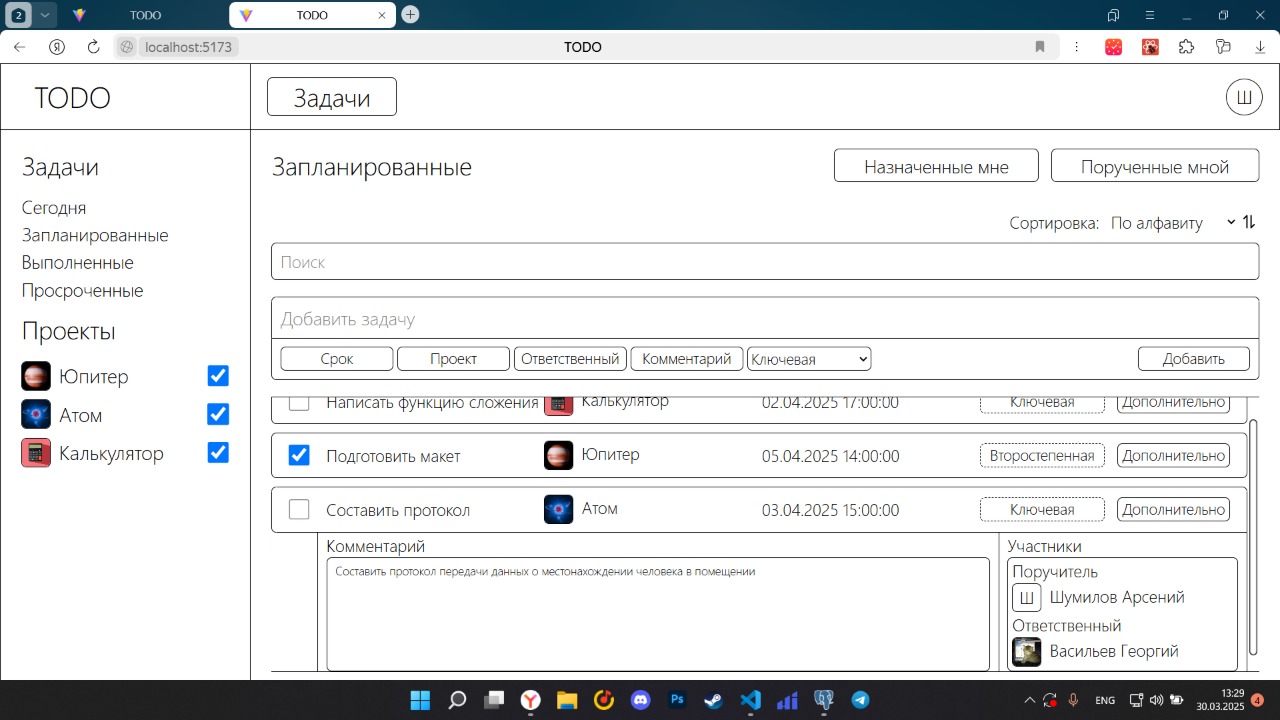 2
TODO
TODO
Я
localhost:5173
TODO
TODO
Задачи
Ш
Задачи
Сегодня
Запланированные
Выполненные
Просроченные
Проекты
Юпитер
Атом
Калькулятор
Запланированные
Назначенные мне
Порученные мной
Сортировка: По алфавиту
Поиск
Добавить задачу
Срок
Проект
Ответственный
Комментарий
Ключевая
Добавить
Написать функцию сложения Калькулятор 02.04.2025 17:00:00 Ключевая Дополнительно
Подготовить макет Юпитер 05.04.2025 14:00:00 Второстепенная Дополнительно
Составить протокол Атом 03.04.2025 15:00:00 Ключевая Дополнительно
Комментарий
Составить протокол передачи данных о местонахождении человека в помещении
Участники
Поручитель
Ш Шумилов Арсений
Ответственный
Васильев Георгий
Y
Ps
ENG
13:29
30.03.2025
4